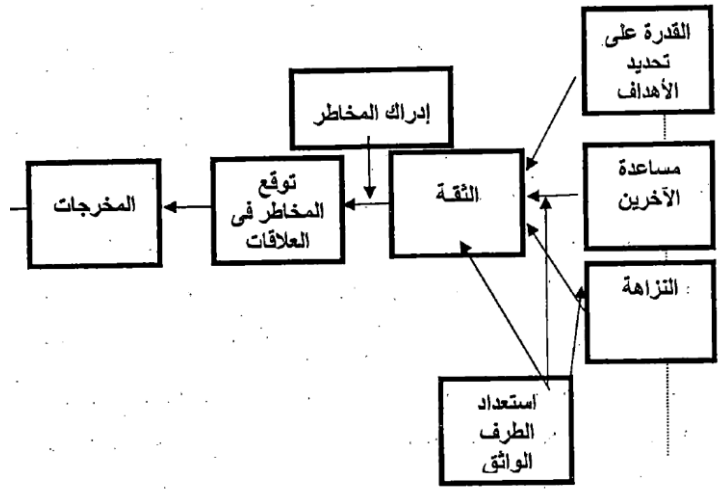 القدرة على
تحديد
الأهداف
إدراك المخاطر
مساعدة
الآخرين
الثقة
توقع
المخاطر فى
العلاقات
المخرجات
النزاهة
استعداد
الطرف
الواثق